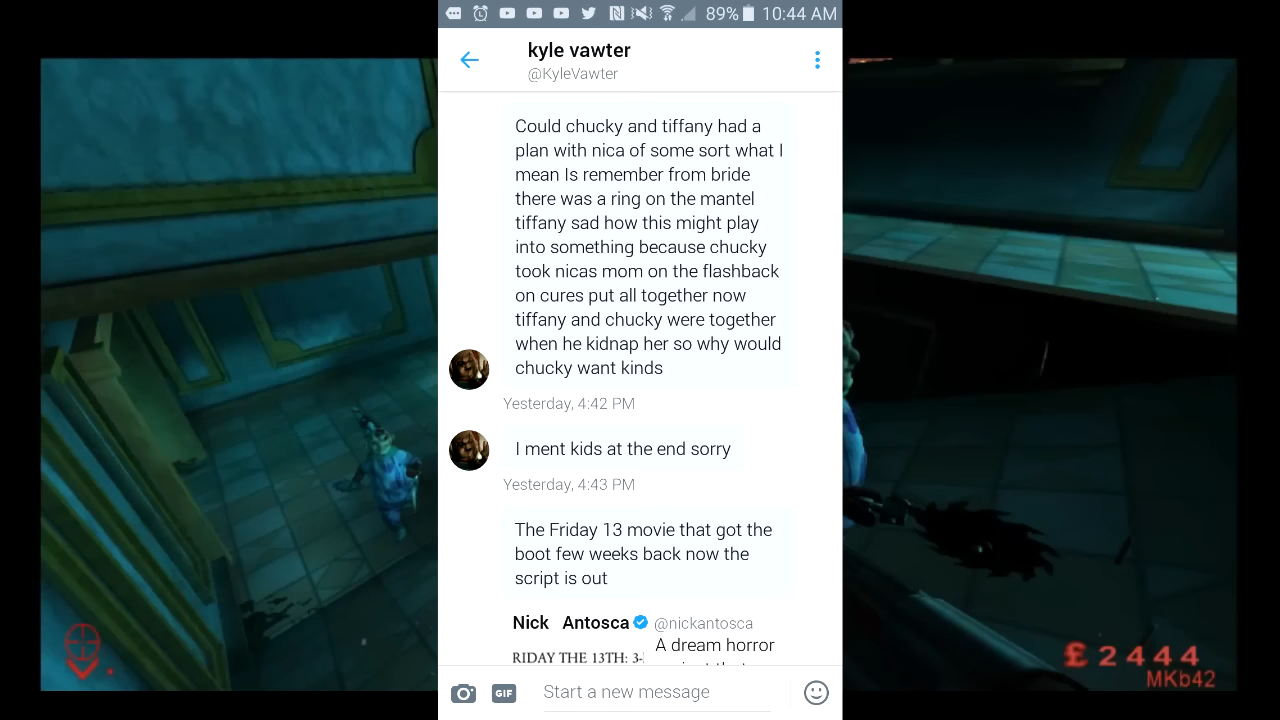 89% 10:44 AM
kyle vawter
@KyleVawter
Could chucky and tiffany had a
plan with nica of some sort what I
mean Is remember from bride
there was a ring on the mantel
tiffany sad how this might play
into something because chucky
took nicas mom on the flashback
on cures put all together now
tiffany and chucky were together
when he kidnap her so why would
chucky want kinds
Yesterday, 4:42 PM
I ment kids at the end sorry
Yesterday, 4:43 PM
The Friday 13 movie that got the
boot few weeks back now the
script is out
Nick Antosca @nickantosca
A dream horror
RIDAY THE 13TH: 3-
GIF Start a new message
£2444
MKb42